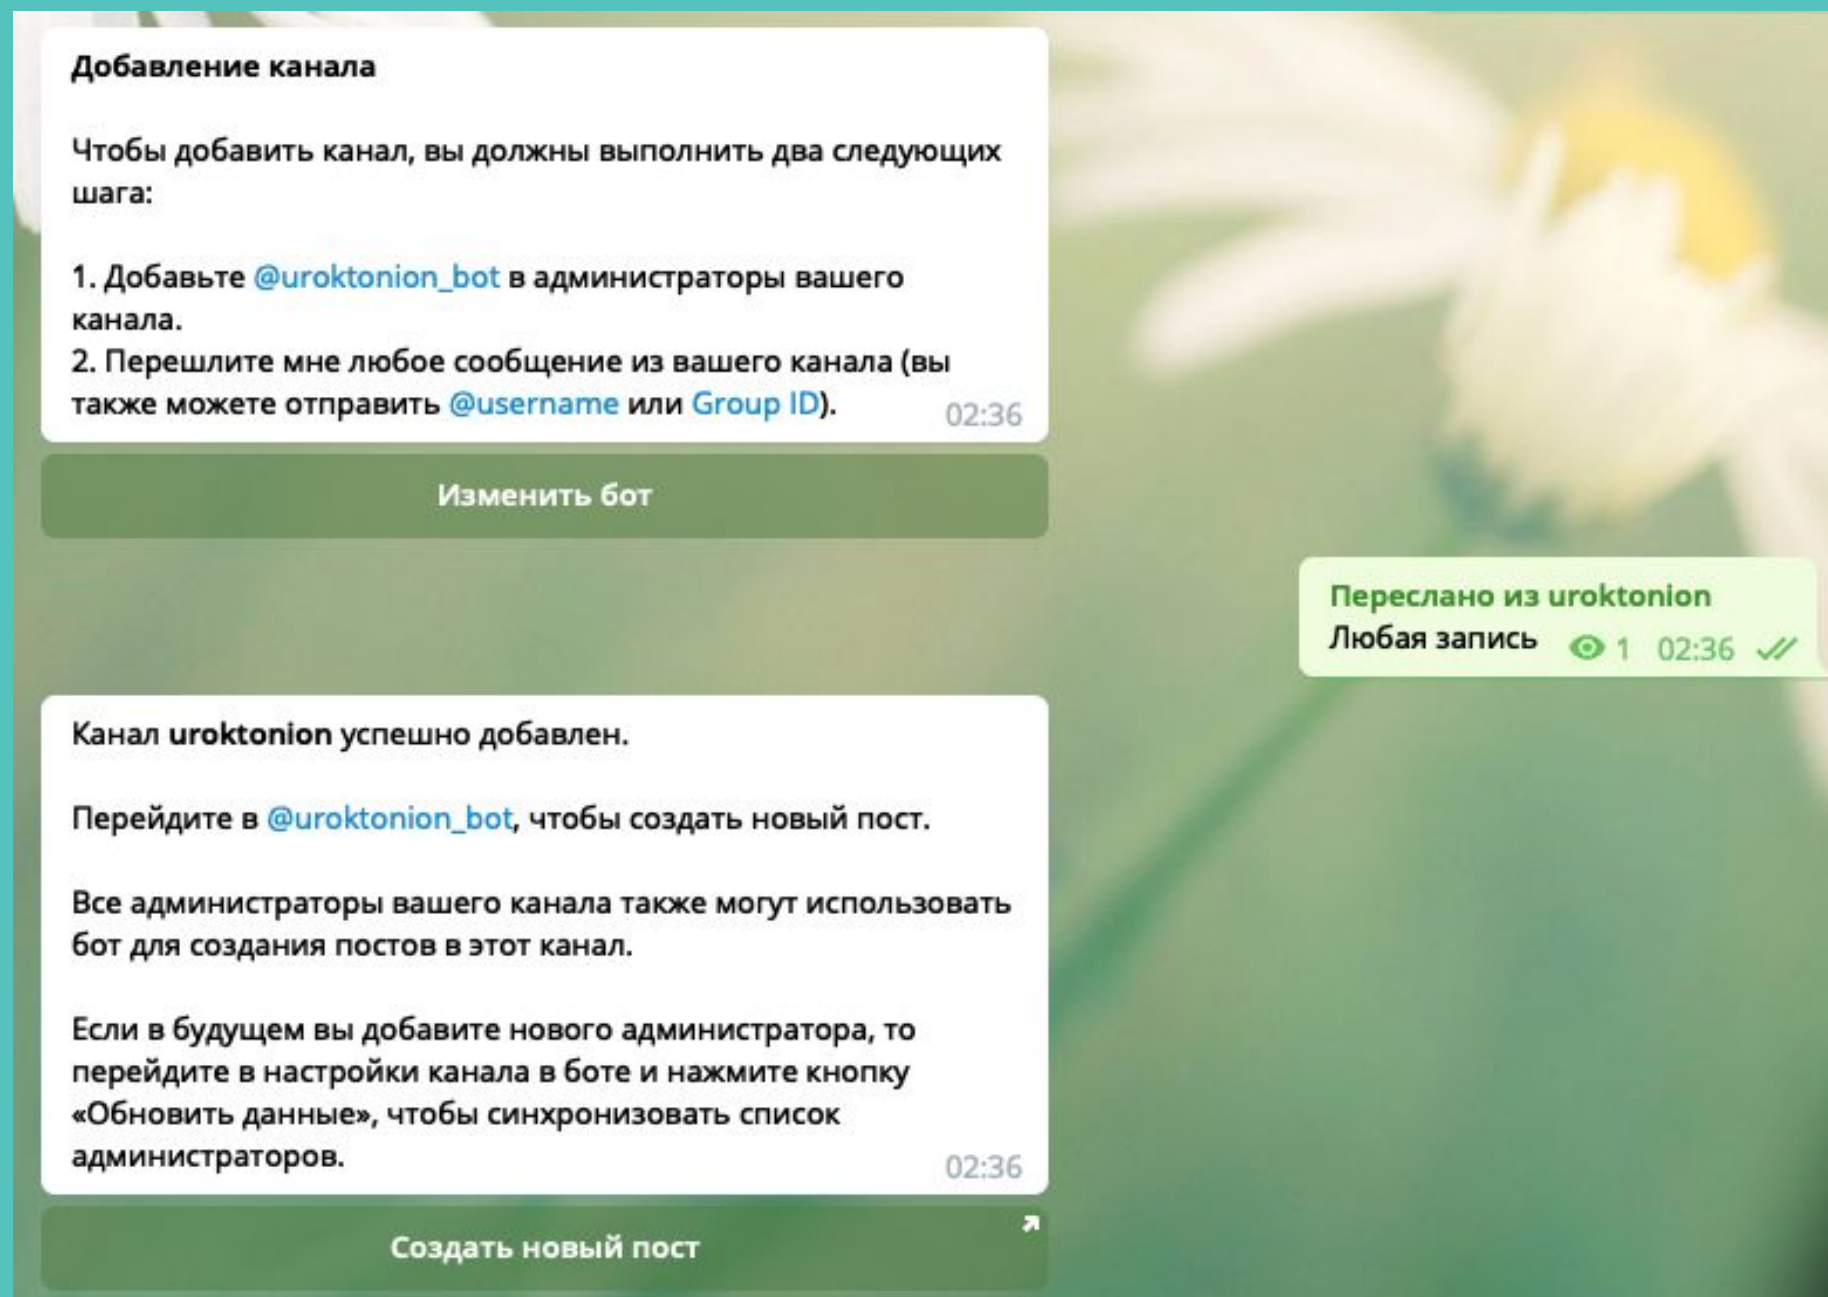 Добавление канала
Чтобы добавить канал, вы должны выполнить два следующих
шага:
1. Добавьте @uroktonion_bot в администраторы вашего
канала.
2. Перешлите мне любое сообщение из вашего канала (вы
также можете отправить @username или Group ID).
02:36
Изменить бот
Переслано из uroktonion
Любая запись 1 02:36
Канал uroktonion успешно добавлен.
Перейдите в @uroktonion_bot, чтобы создать новый пост.
Все администраторы вашего канала также могут использовать
бот для создания постов в этот канал.
Если в будущем вы добавите нового администратора, то
перейдите в настройки канала в боте и нажмите кнопку
«Обновить данные», чтобы синхронизовать список
администраторов.
02:36
Создать новый пост